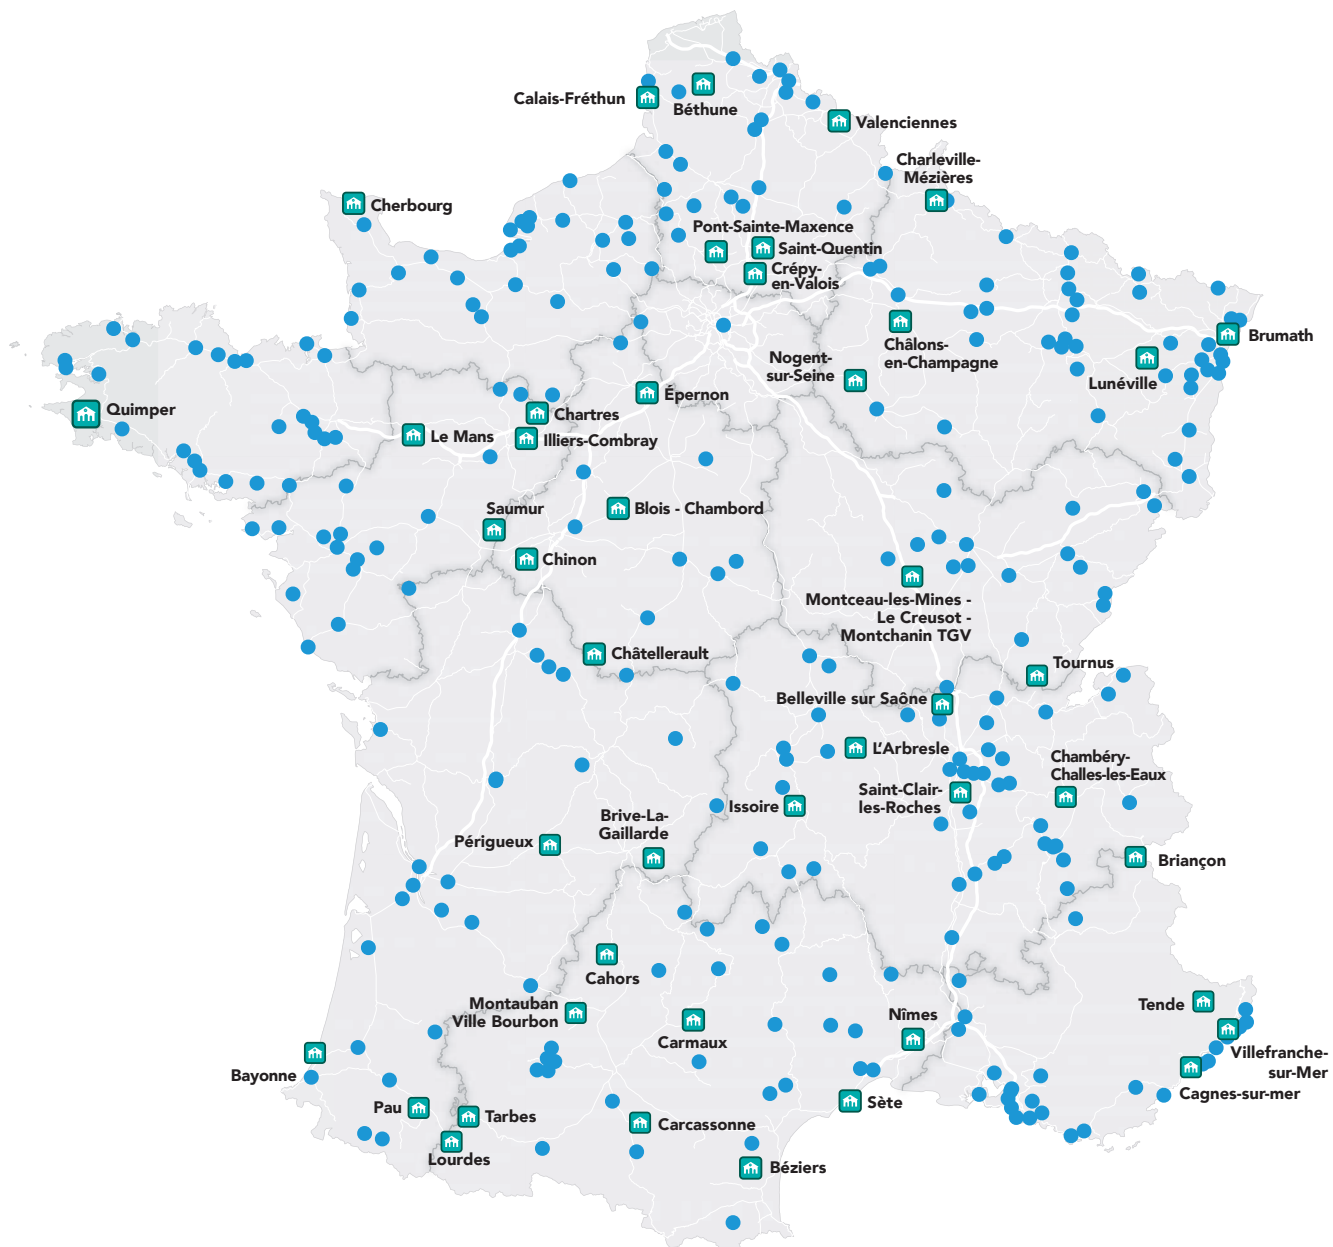 Calais-Fréthun
Béthune
Valenciennes
Charleville-
Mézières
Cherbourg
Pont-Sainte-Maxence
Saint-Quentin
Crépy-
en-Valois
Châlons-
en-Champagne
Brumath
Nogent-
sur-Seine
Lunéville
Épernon
Quimper
Chartres
Le Mans
Illiers-Combray
Saumur
Blois - Chambord
Chinon
Montceau-les-Mines -
Le Creusot -
Montchanin TGV
Châtellerault
Tournus
Belleville sur Saône
L'Arbresle
Chambéry-
Challes-les-Eaux
Saint-Clair-
les-Roches
Issoire
Brive-La-
Gaillarde
Périgueux
Briançon
Cahors
Montauban
Ville Bourbon
Carmaux
Nîmes
Tende
Villefranche-
sur-Mer
Cagnes-sur-mer
Bayonne
Pau
Tarbes
Lourdes
Carcassonne
Sète
Béziers